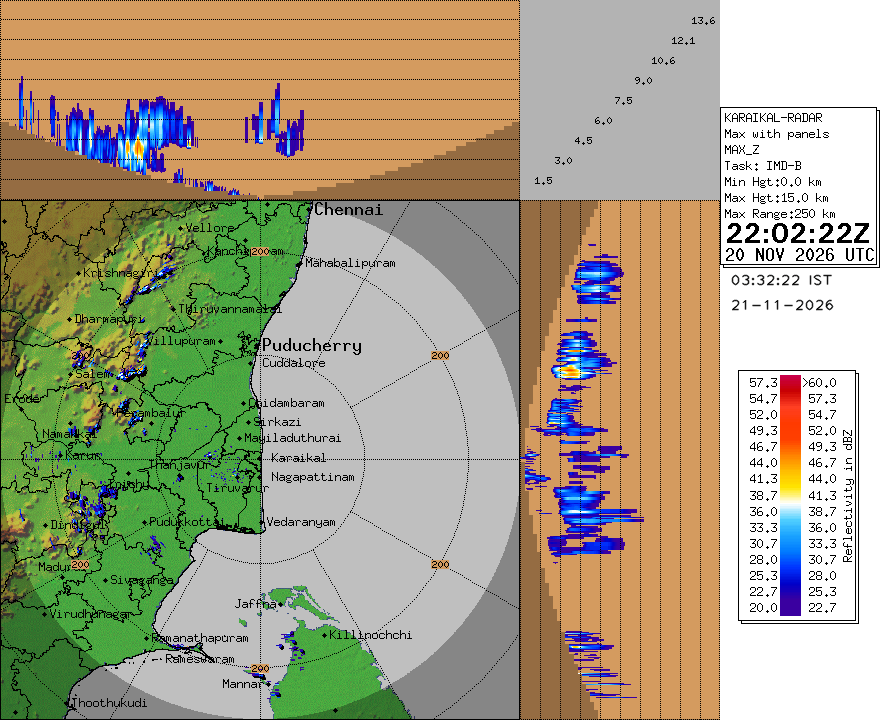 13.6
12.1
10.6
9.0
7.5
6.0
4.5
3.0
1.5
KARAIKAL-RADAR
Max with panels
MAX_Z
Task: IMD-B
Min Hgt:0.0 km
Max Hgt:15.0 km
Max Range:250 km
22:02:22Z
20 NOV 2026 UTC
03:32:22 IST
21-11-2026
Chennai
Vellore
200
Mahabalipuram
Krishnagiri
Thiruvannamalai
Dharmapuri
Villupuram
Puducherry
200
Cuddalore
Salem
Erode
Chidambaram
Perambalur
Sirkazi
Namakkal
Mayiladuthurai
Karur
Karaikal
Thanjavur
Nagapattinam
Tiruvarur
Pudukkottai
Vedaranyam
200
200
Sivaganga
Jaffna
Virudhunagar
Killinochchi
Ramanathapuram
Rameswaram
200
Mannar
Thoothukudi
57.3 >60.0
54.7 57.3
52.0 54.7
49.3 52.0
46.7 49.3
44.0 46.7
41.3 44.0
38.7 41.3
36.0 38.7
33.3 36.0
30.7 33.3
28.0 30.7
25.3 28.0
22.7 25.3
20.0 22.7
Reflectivity in dBZ